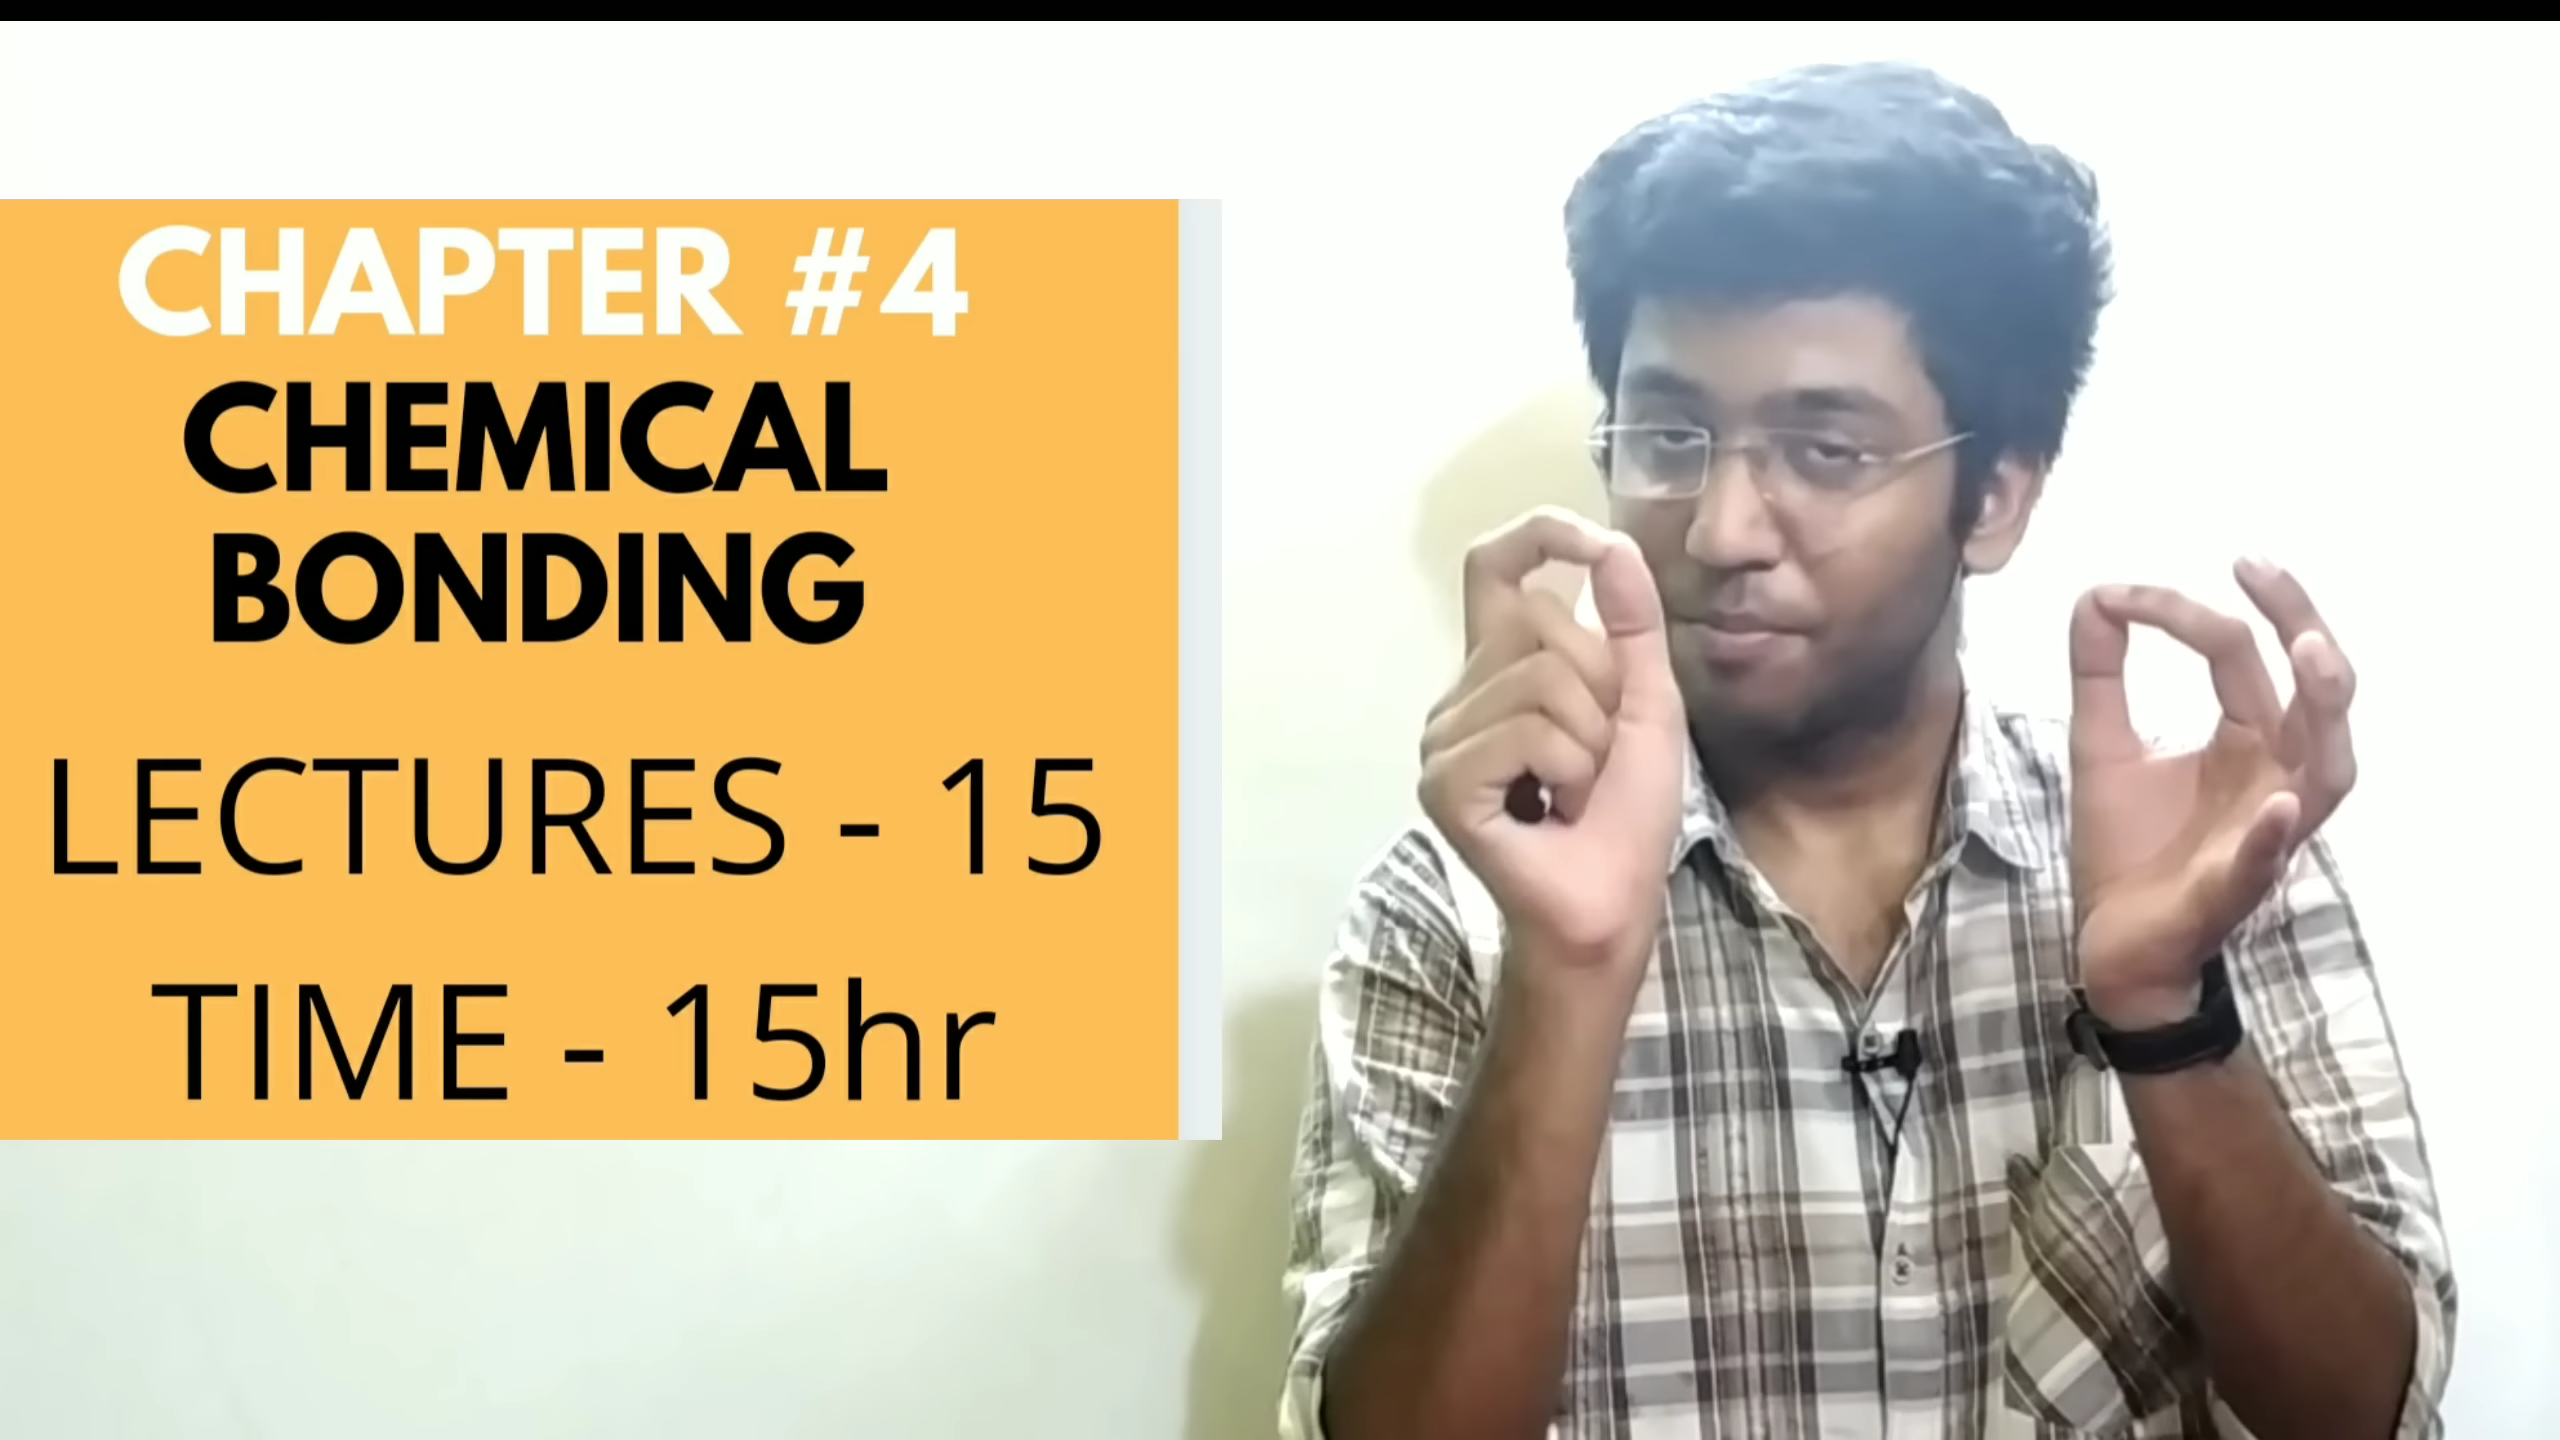 CHAPTER #4
CHEMICAL
BONDING
LECTURES - 15
TIME - 15hr